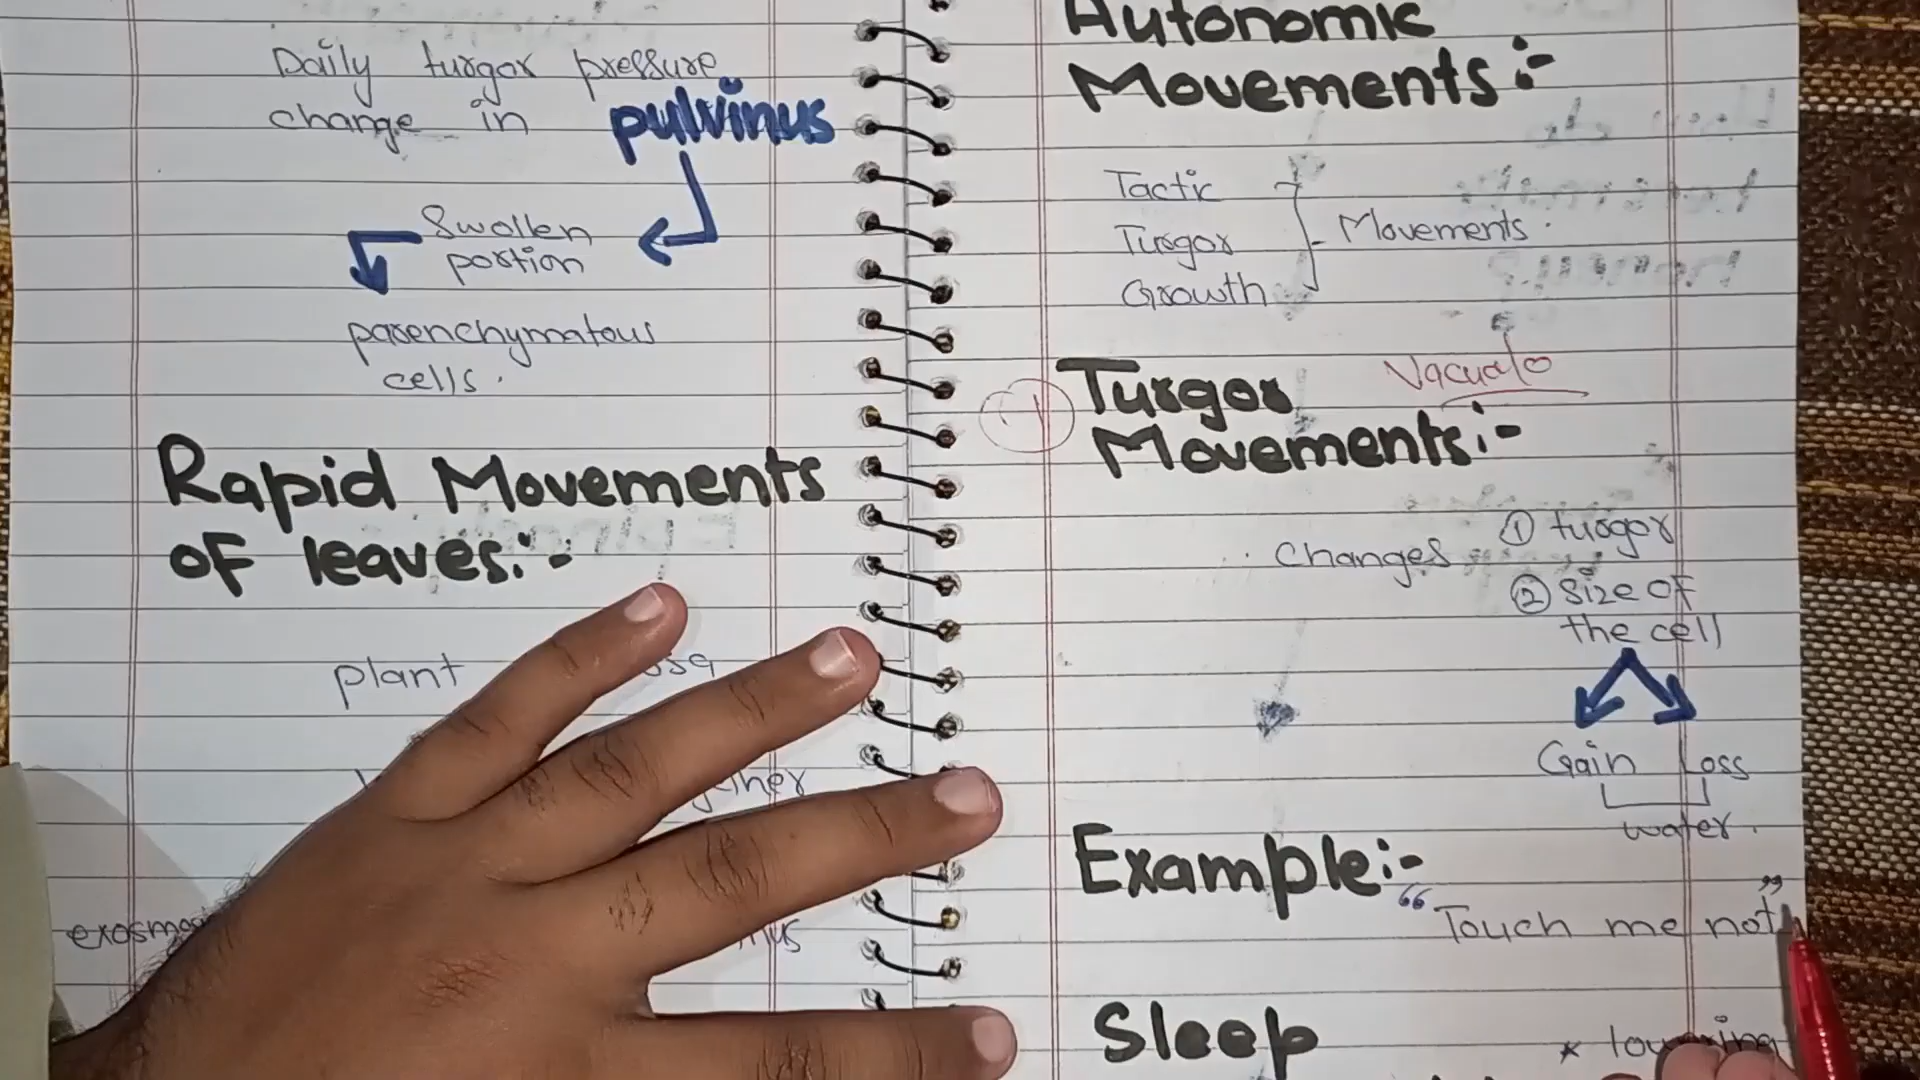 Daily turgor pressure
change in pulvinus
Swollen
portion
parenchymatous
cells.
Rapid Movements
of leaves:-
plant
Autonomic
Movements:-
Tactic
Turgor
Growth
Movements.
Turgor
Movements:-
Changes
① turgor
② Size of
the cell
Gain Loss
water.
Example:-
"Touch me not"
Sleep
* lowering